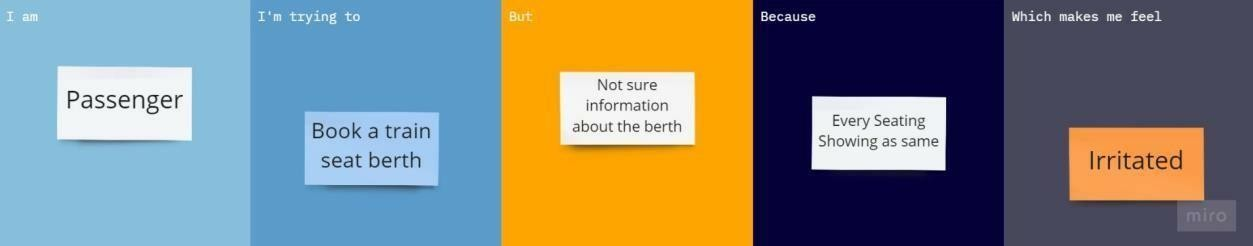 I am
Passenger
I'm trying to
Book a train
seat berth
But
Not sure
information
about the berth
Because
Every Seating
Showing as same
Which makes me feel
Irritated
miro